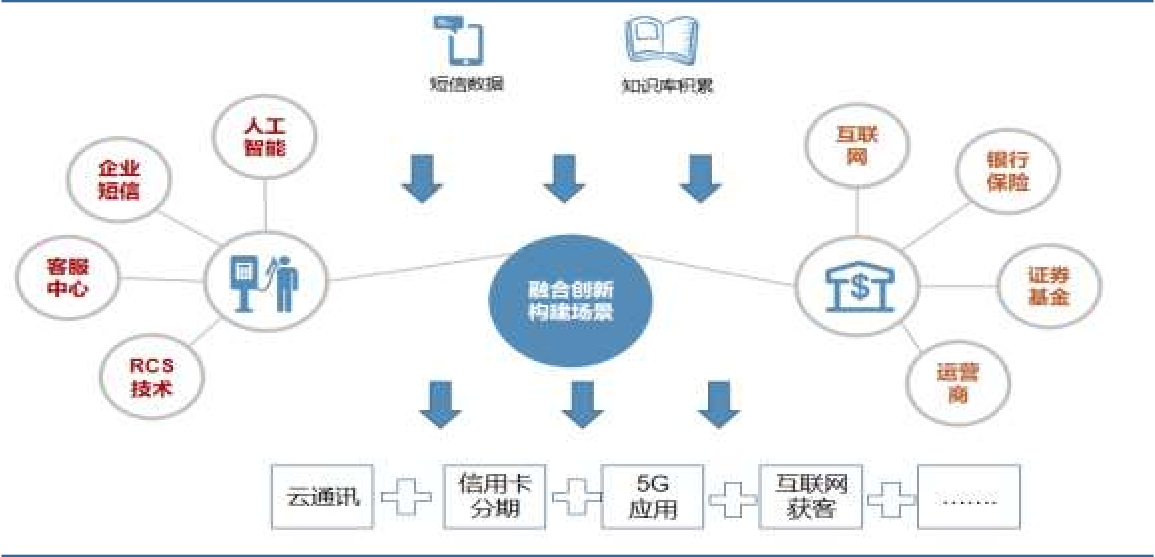 短信数据
知识库积累
人工
智能
企业
短信
客服
中心
RCS
技术
融合创新
构建场景
互联
网
银行
保险
证券
基金
运营
商
云通讯
信用卡
分期
5G
应用
互联网
获客
........